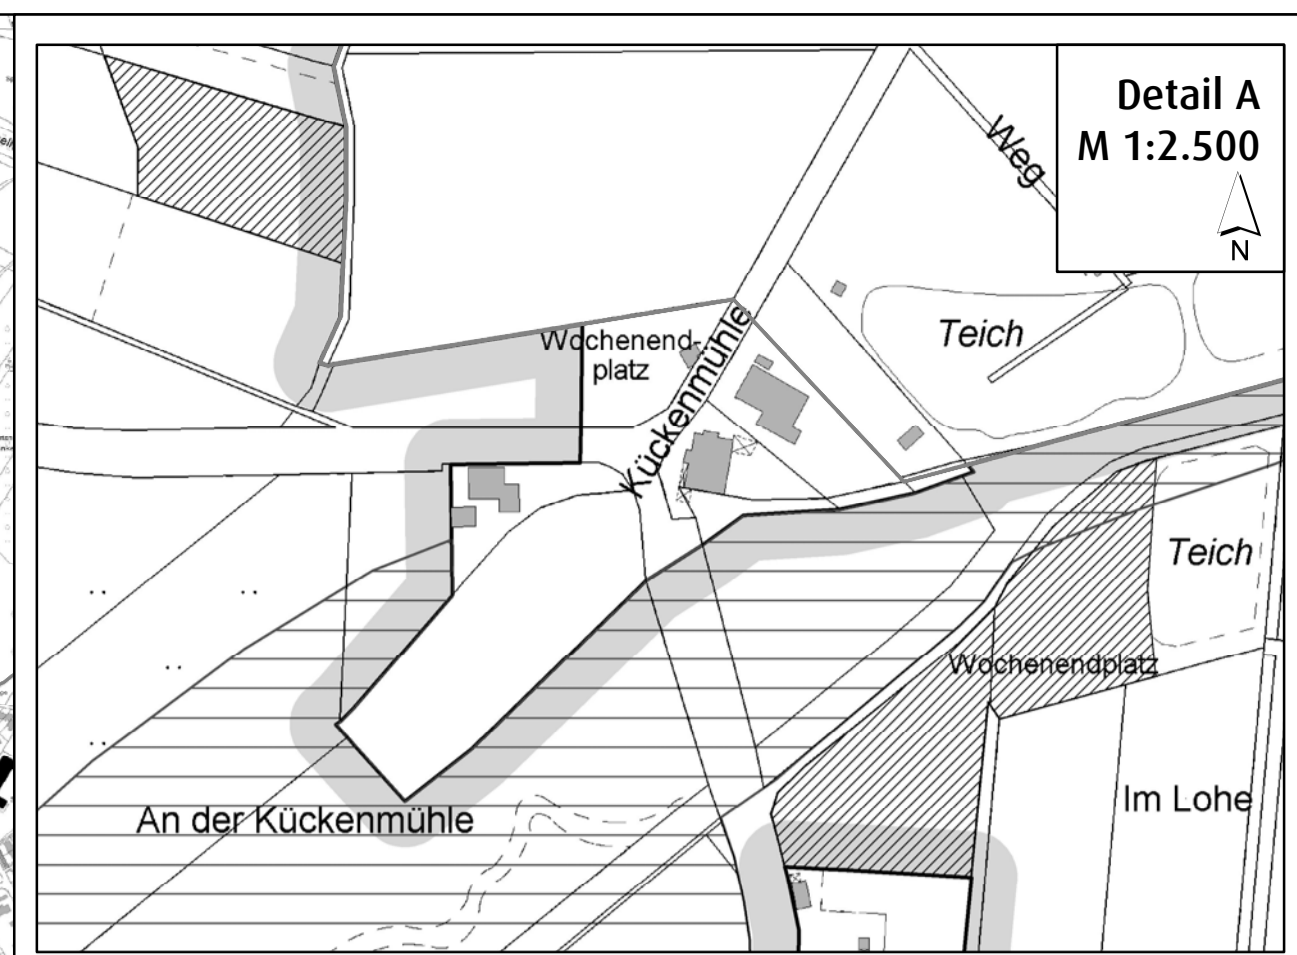 Detail A
M 1:2.500
N
Weg
Teich
Wochenend-
platz
Kückenmühle
Teich
Wochenendplatz
Im Lohe
An der Kückenmühle